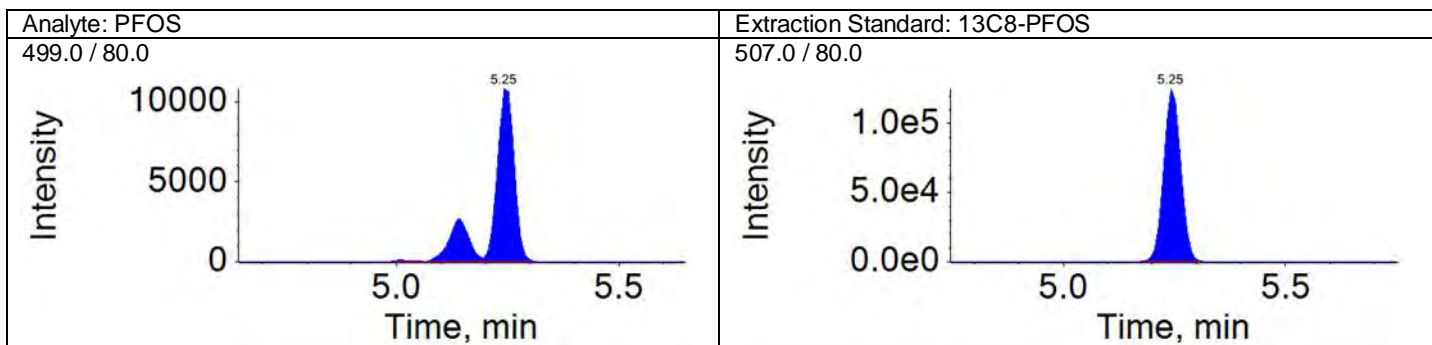 Analyte: PFOS
499.0 / 80.0
5.25
10000
5000
0
Intensity
5.0
5.5
Time, min
Extraction Standard: 13C8-PFOS
507.0 / 80.0
5.25
1.0e5
5.0e4
0.0e0
Intensity
5.0
5.5
Time, min